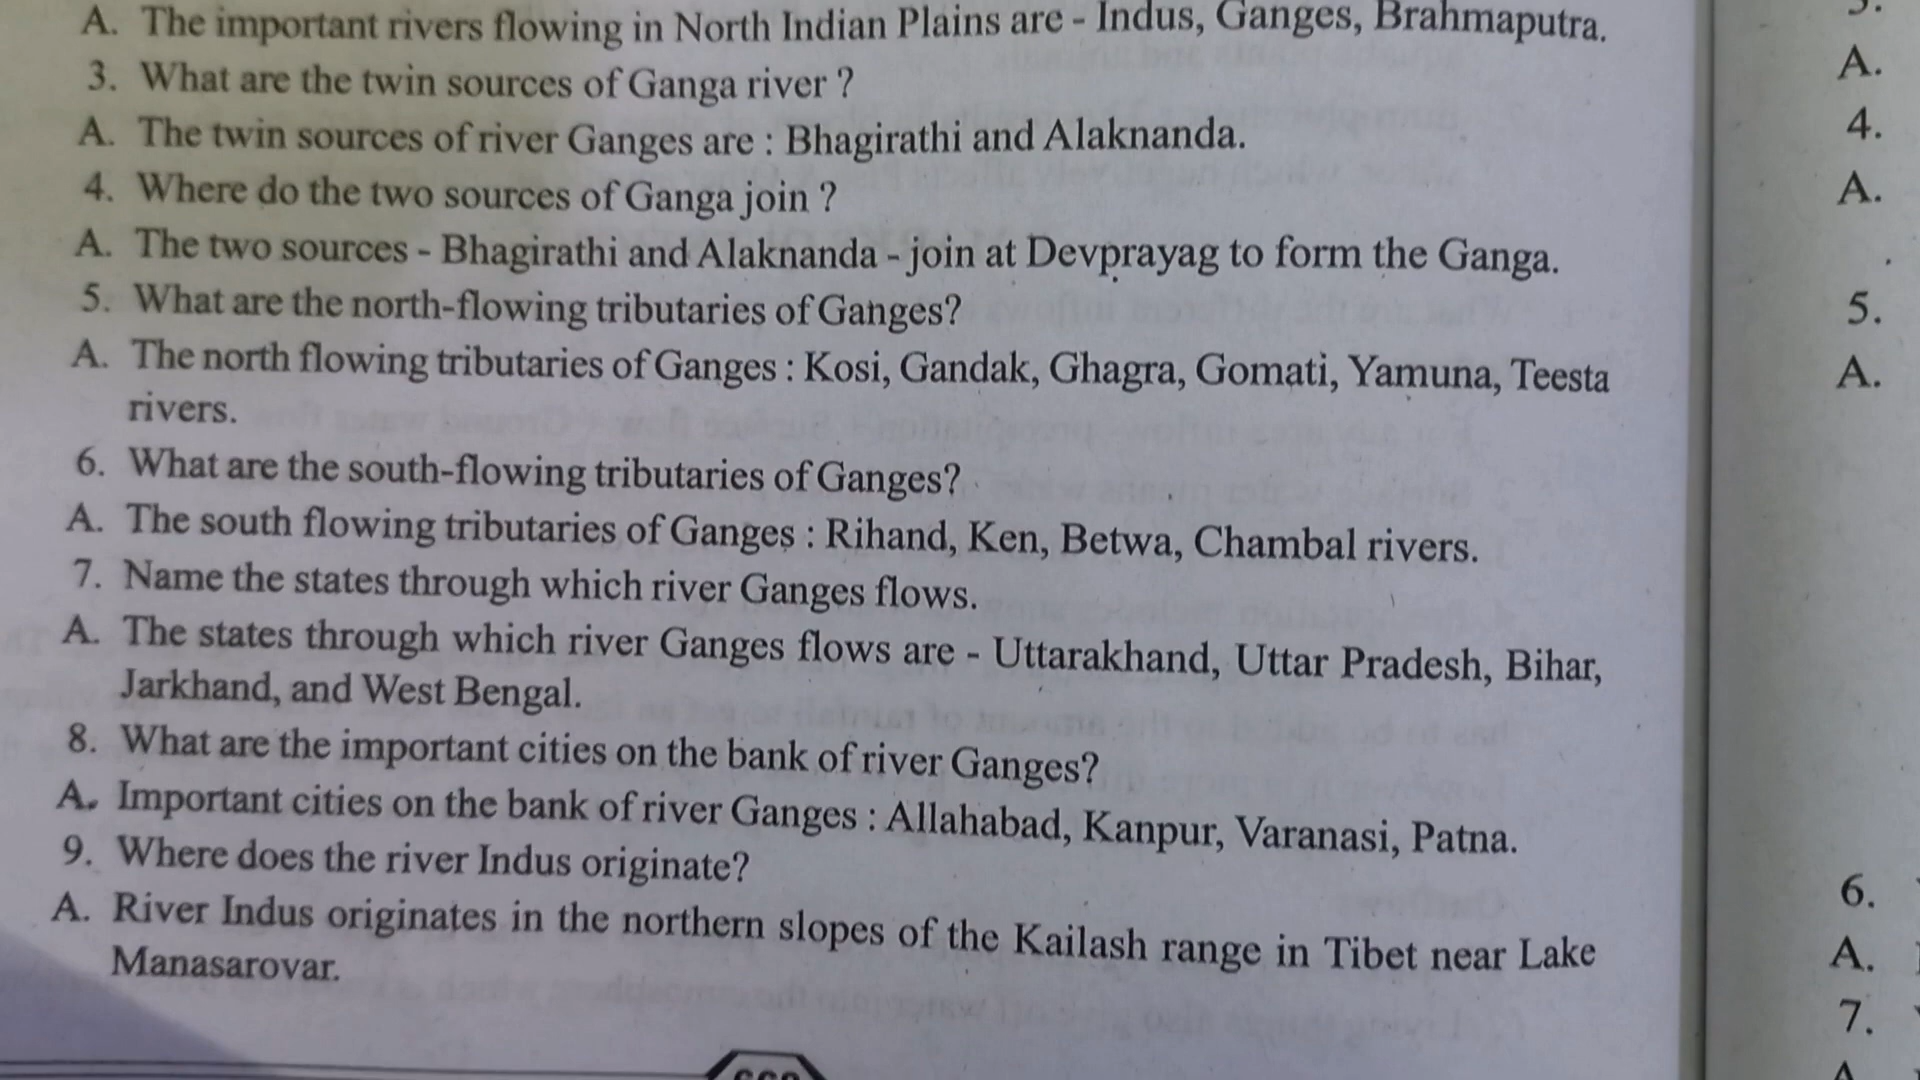 A. The important rivers flowing in North Indian Plains are - Indus, Ganges, Brahmaputra.
3. What are the twin sources of Ganga river ?
A. The twin sources of river Ganges are : Bhagirathi and Alaknanda.
4. Where do the two sources of Ganga join ?
A. The two sources - Bhagirathi and Alaknanda - join at Devprayag to form the Ganga.
5. What are the north-flowing tributaries of Ganges?
A. The north flowing tributaries of Ganges : Kosi, Gandak, Ghagra, Gomati, Yamuna, Teesta
rivers.
6. What are the south-flowing tributaries of Ganges?
A. The south flowing tributaries of Ganges : Rihand, Ken, Betwa, Chambal rivers.
7. Name the states through which river Ganges flows.
A. The states through which river Ganges flows are - Uttarakhand, Uttar Pradesh, Bihar,
Jarkhand, and West Bengal.
8. What are the important cities on the bank of river Ganges?
A. Important cities on the bank of river Ganges : Allahabad, Kanpur, Varanasi, Patna.
9. Where does the river Indus originate?
A. River Indus originates in the northern slopes of the Kailash range in Tibet near Lake
Manasarovar.
A.
4.
A.
5.
A.
6.
A.
7.